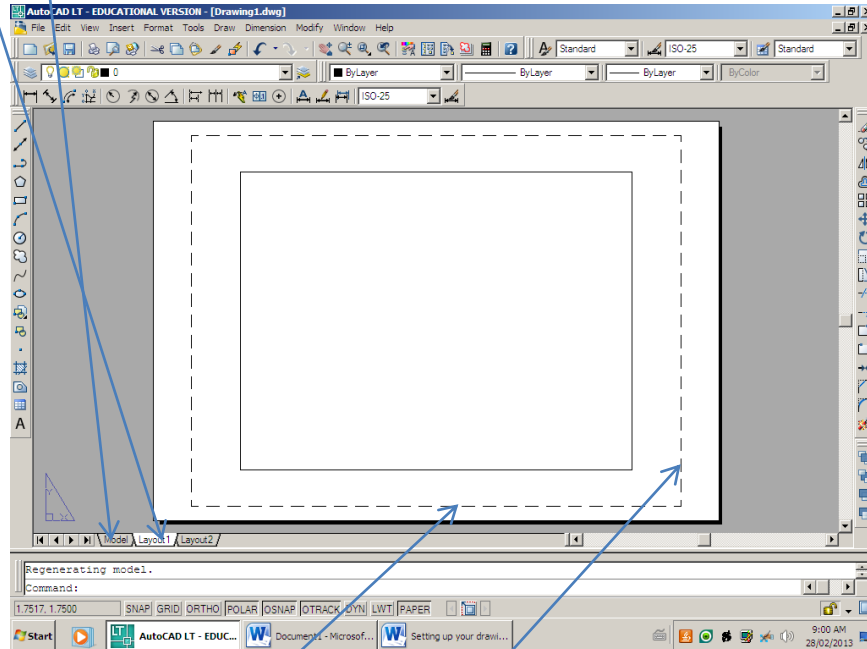 AutoCAD LT - EDUCATIONAL VERSION - [Drawing1.dwg]
File Edit View Insert Format Tools Draw Dimension Modify Window Help
Standard ISO-25 Standard
0 ByLayer ByLayer ByLayer ByColor
ISO-25
A
Y
X
Model Layout1 Layout2
Regenerating model.
Command:
1.7517, 1.7500 SNAP GRID ORTHO POLAR OSNAP OTRACK DYN LWT PAPER
Start AutoCAD LT - EDUC... Document1 - Microsof... Setting up your drawi... 9:00 AM
28/02/2013